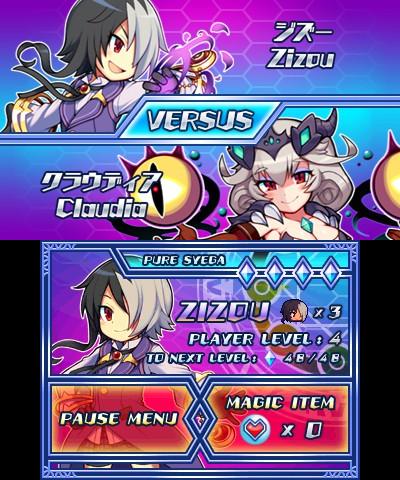 ジズー
Zizou
VERSUS
クラウディア
Claudia
PURE SYEGA
ZIZOU x 3
PLAYER LEVEL: 4
TO NEXT LEVEL: 48/48
PAUSE MENU
MAGIC ITEM
x 0